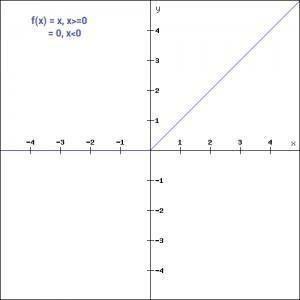 f(x) = x, x>=0
= 0, x<0
y
4
3
2
1
-4 -3 -2 -1 1 2 3 4 x
-1
-2
-3
-4